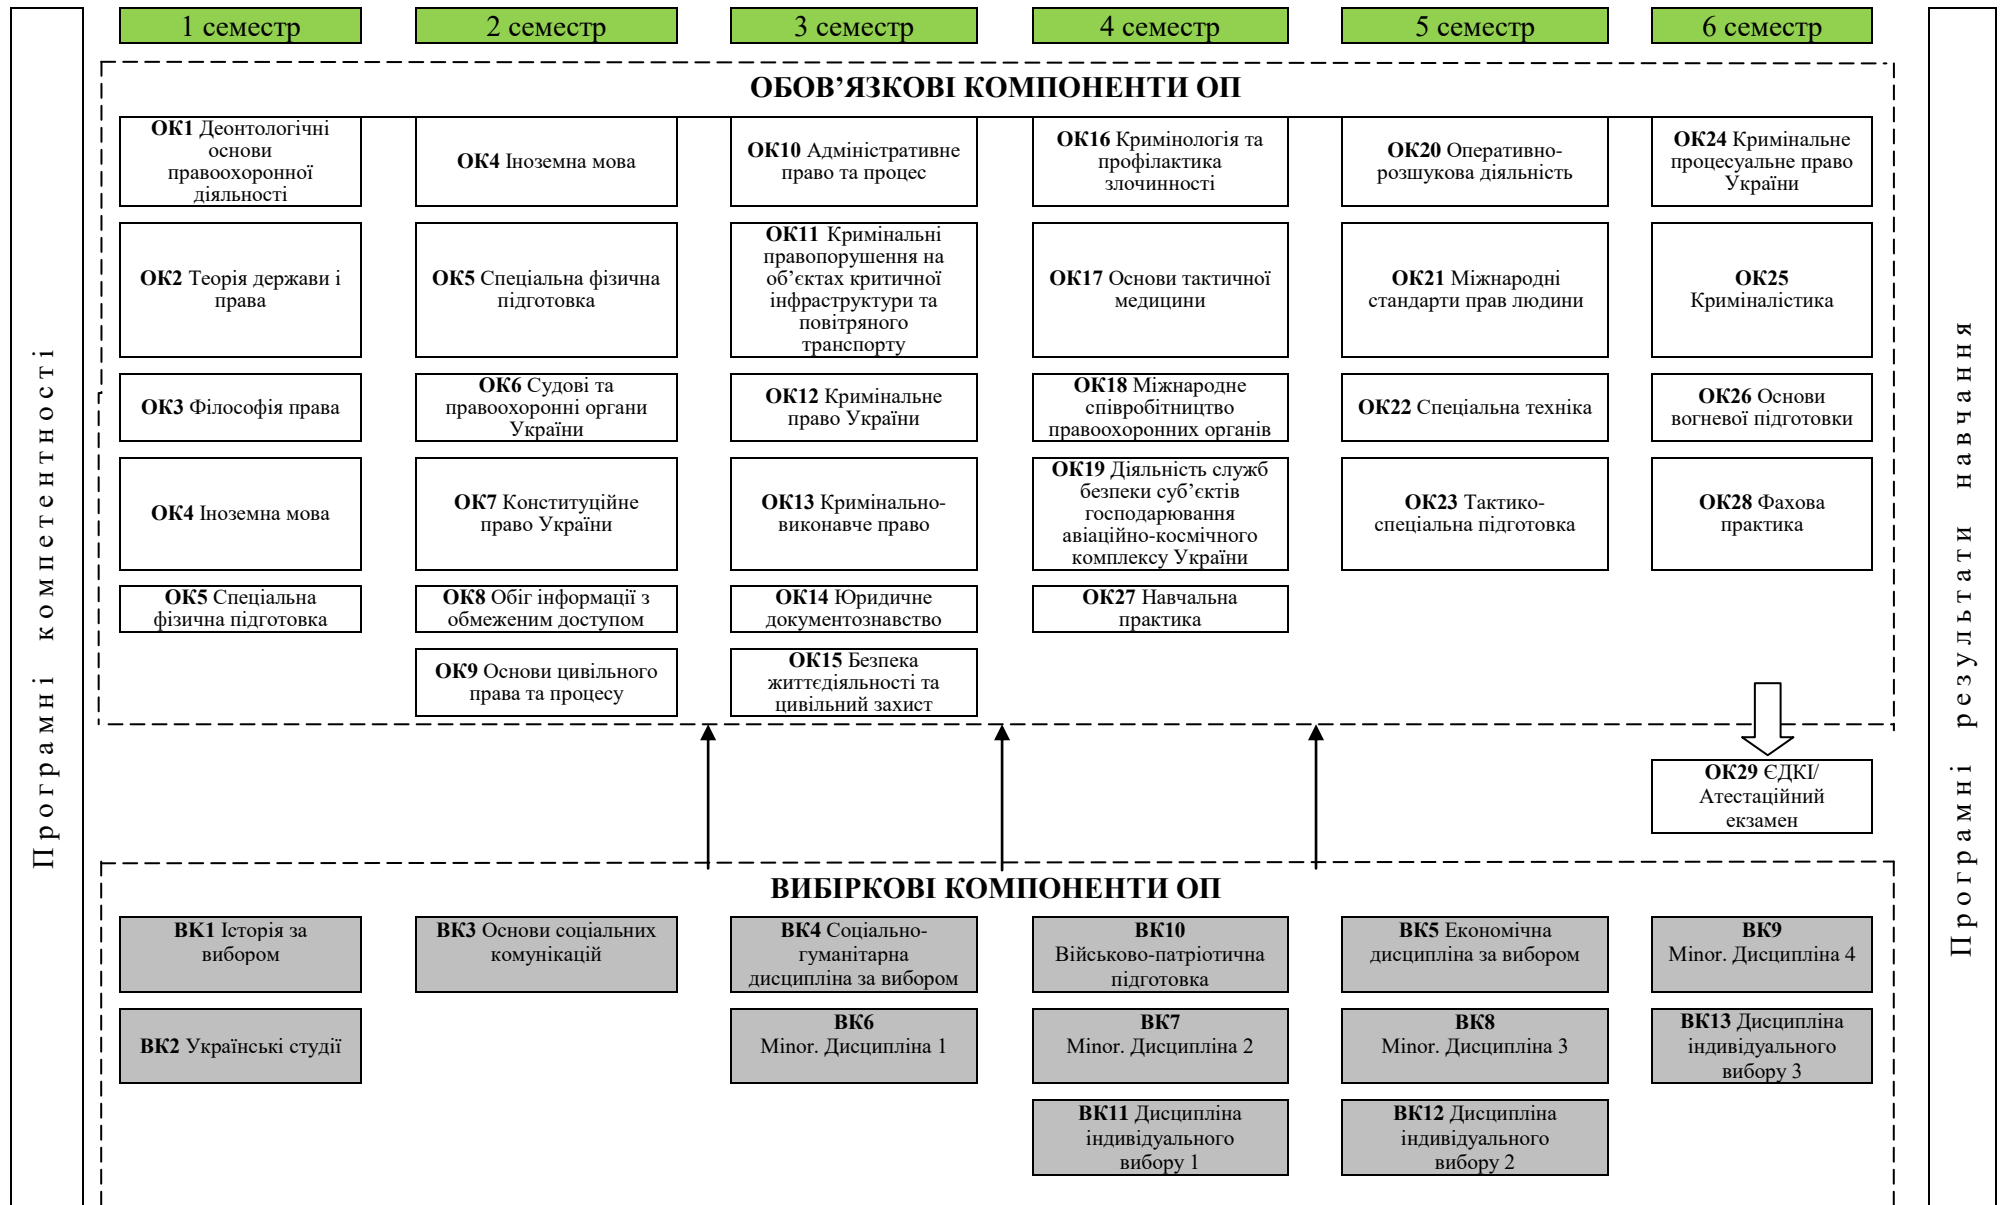 Програмні компетентності
1 семестр
2 семестр
3 семестр
4 семестр
5 семестр
6 семестр
ОБОВ’ЯЗКОВІ КОМПОНЕНТИ ОП
ОК1 Деонтологічні
основи
правоохоронної
діяльності
ОК4 Іноземна мова
ОК10 Адміністративне
право та процес
ОК16 Кримінологія та
профілактика
злочинності
ОК20 Оперативно-
розшукова діяльність
ОК24 Кримінальне
процесуальне право
України
ОК2 Теорія держави і
права
ОК5 Спеціальна фізична
підготовка
ОК11 Кримінальні
правопорушення на
об’єктах критичної
інфраструктури та
повітряного
транспорту
ОК17 Основи тактичної
медицини
ОК21 Міжнародні
стандарти прав людини
ОК25
Криміналістика
ОК3 Філософія права
ОК6 Судові та
правоохоронні органи
України
ОК12 Кримінальне
право України
ОК18 Міжнародне
співробітництво
правоохоронних органів
ОК22 Спеціальна техніка
ОК26 Основи
вогневої підготовки
ОК4 Іноземна мова
ОК7 Конституційне
право України
ОК13 Кримінально-
виконавче право
ОК19 Діяльність служб
безпеки суб’єктів
господарювання
авіаційно-космічного
комплексу України
ОК23 Тактико-
спеціальна підготовка
ОК28 Фахова
практика
ОК5 Спеціальна
фізична підготовка
ОК8 Обіг інформації з
обмеженим доступом
ОК14 Юридичне
документознавство
ОК27 Навчальна
практика
ОК9 Основи цивільного
права та процесу
ОК15 Безпека
життєдіяльності та
цивільний захист
ОК29 ЄДКІ/
Атестаційний
екзамен
ВИБІРКОВІ КОМПОНЕНТИ ОП
ВК1 Історія за
вибором
ВК3 Основи соціальних
комунікацій
ВК4 Соціально-
гуманітарна
дисципліна за вибором
ВК10
Військово-патріотична
підготовка
ВК5 Економічна
дисципліна за вибором
ВК9
Minor. Дисципліна 4
ВК2 Українські студії
ВК6
Minor. Дисципліна 1
ВК7
Minor. Дисципліна 2
ВК8
Minor. Дисципліна 3
ВК13 Дисципліна
індивідуального
вибору 3
ВК11 Дисципліна
індивідуального
вибору 1
ВК12 Дисципліна
індивідуального
вибору 2
Програмні результати навчання